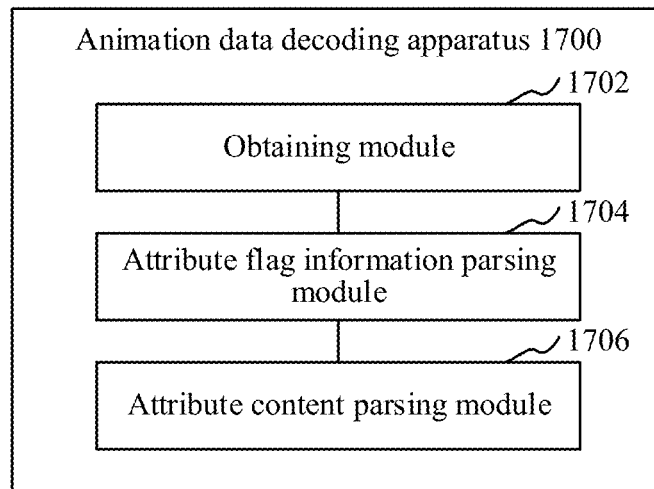 Animation data decoding apparatus 1700
1702
Obtaining module
1704
Attribute flag information parsing
module
1706
Attribute content parsing module